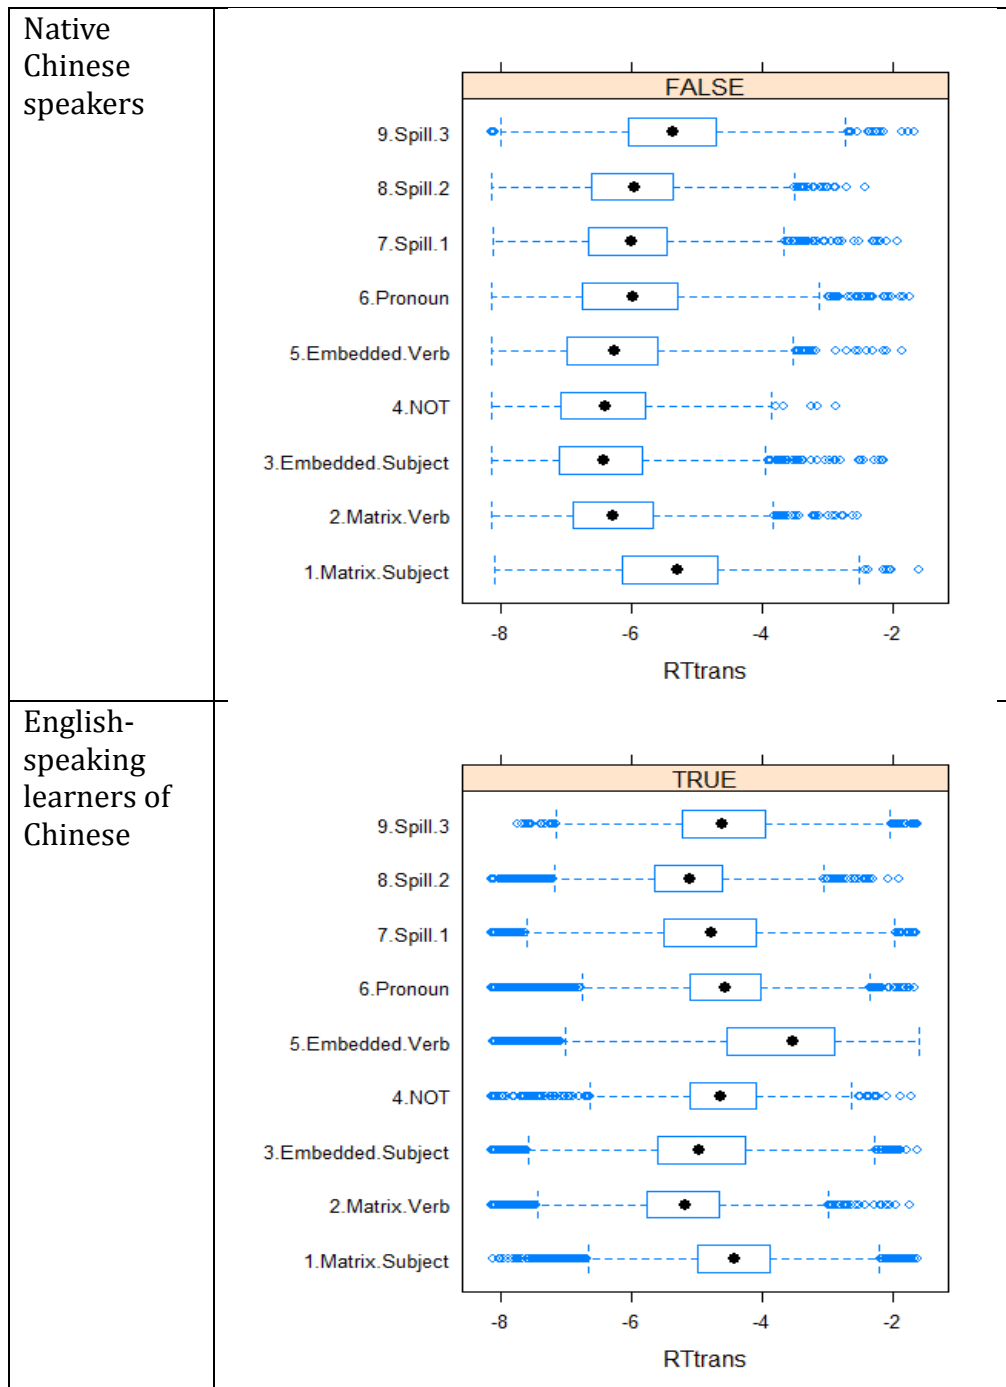 Native
Chinese
speakers
FALSE
9.Spill.3
8.Spill.2
7.Spill.1
6.Pronoun
5.Embedded.Verb
4.NOT
3.Embedded.Subject
2.Matrix.Verb
1.Matrix.Subject
-8 -6 -4 -2
RTtrans
English-
speaking
learners of
Chinese
TRUE
9.Spill.3
8.Spill.2
7.Spill.1
6.Pronoun
5.Embedded.Verb
4.NOT
3.Embedded.Subject
2.Matrix.Verb
1.Matrix.Subject
-8 -6 -4 -2
RTtrans